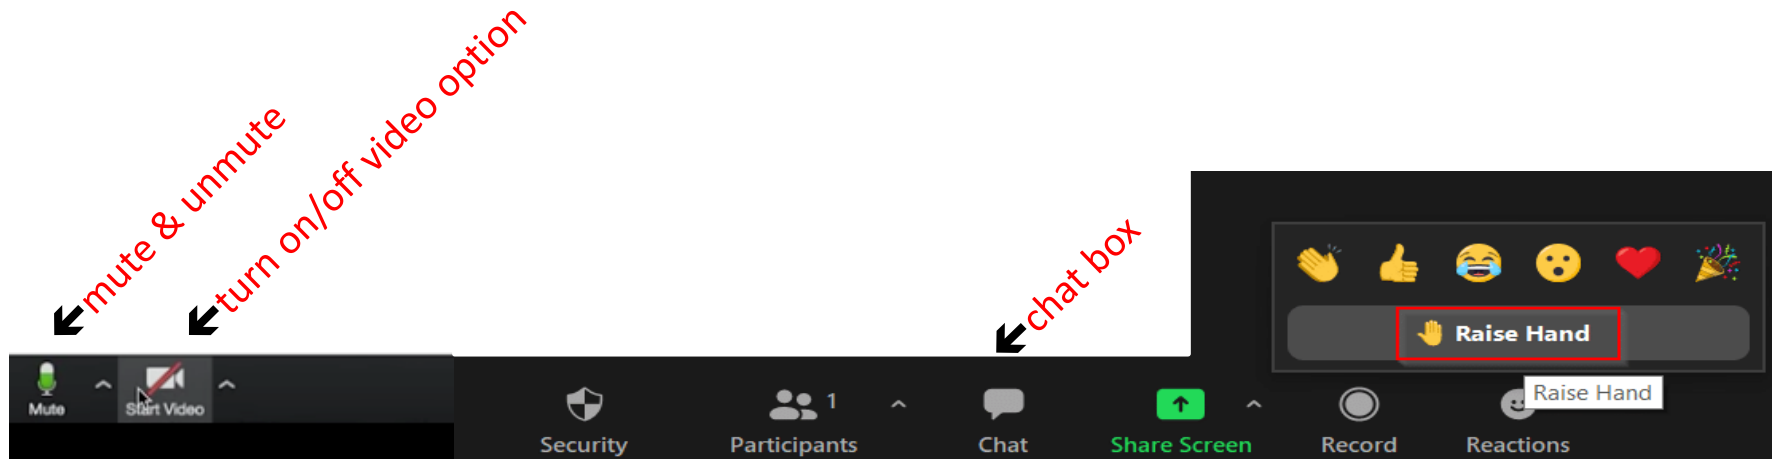 mute & unmute
turn on/off video option
chat box
Raise Hand
Raise Hand
Mute
Start Video
Security
Participants
1
Chat
Share Screen
Record
Reactions